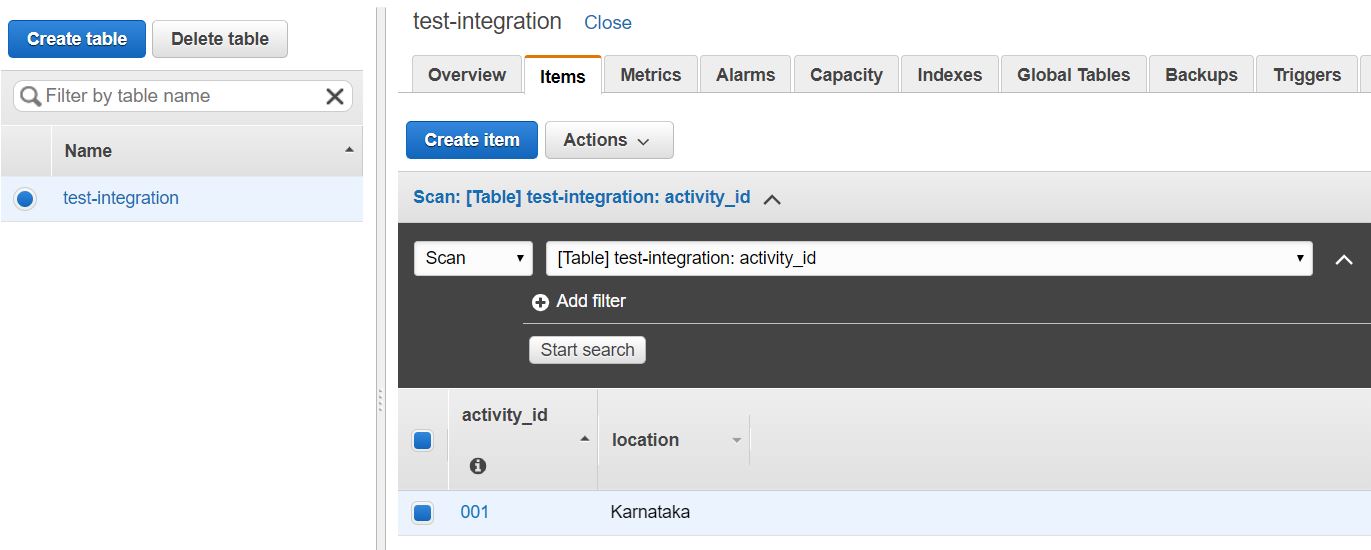 Create table
Delete table
Filter by table name
Name
test-integration
test-integration Close
Overview
Items
Metrics
Alarms
Capacity
Indexes
Global Tables
Backups
Triggers
Create item
Actions
Scan: [Table] test-integration: activity_id
Scan
[Table] test-integration: activity_id
Add filter
Start search
activity_id
location
001
Karnataka